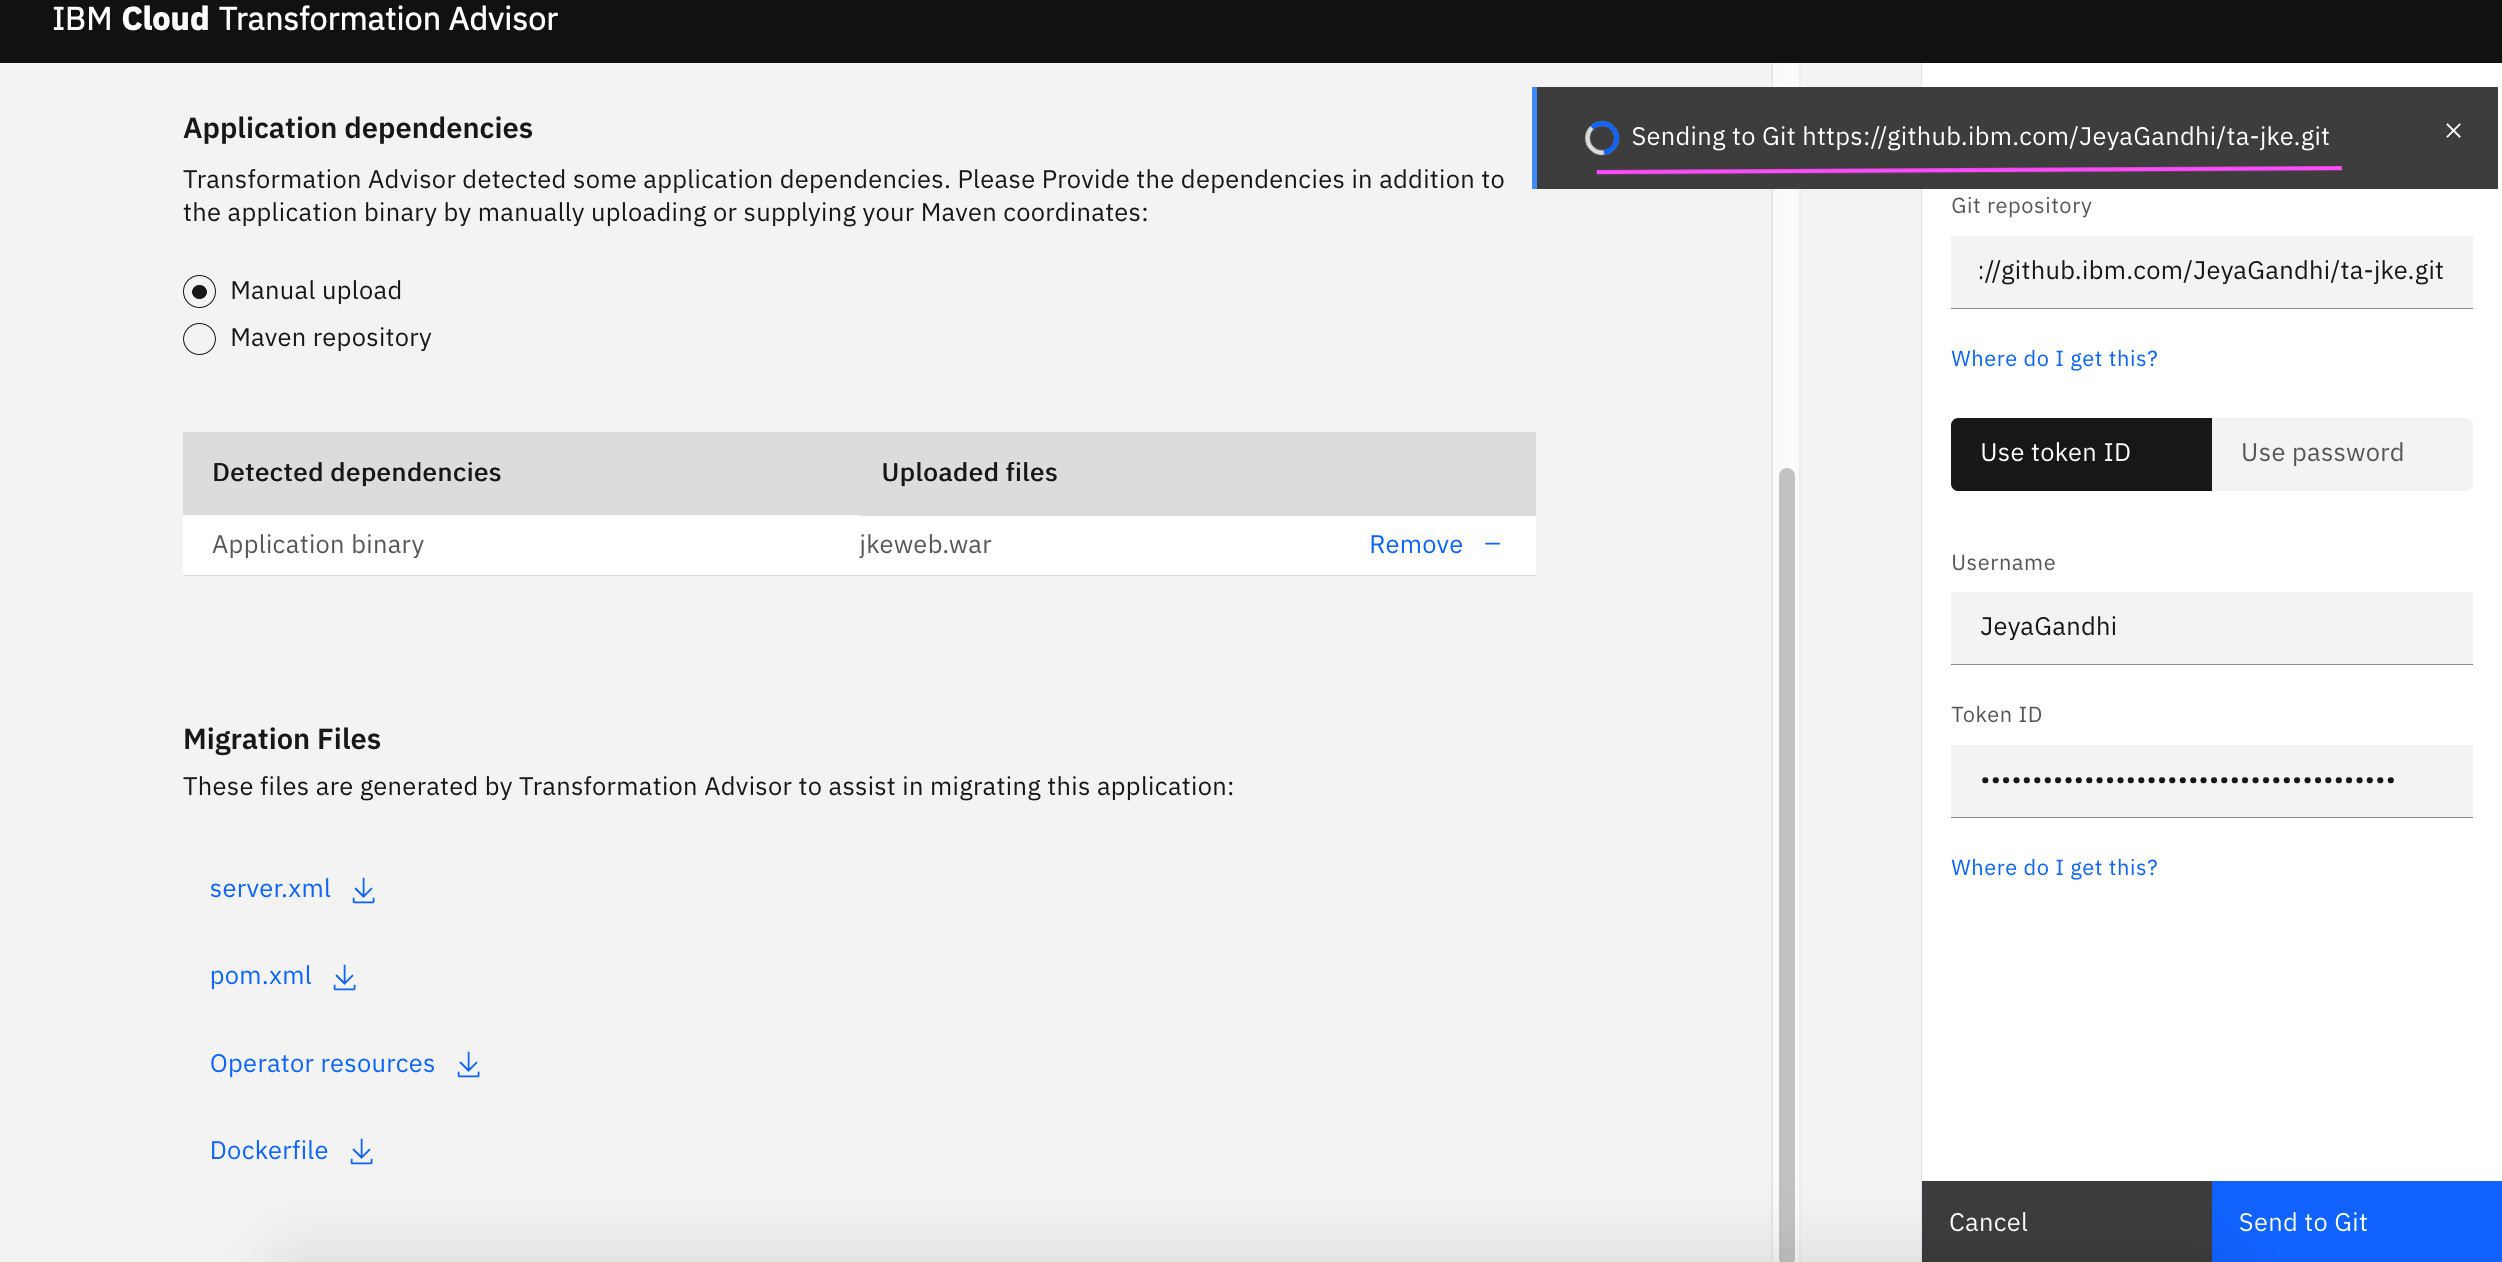 IBM Cloud Transformation Advisor
Application dependencies
Transformation Advisor detected some application dependencies. Please Provide the dependencies in addition to
the application binary by manually uploading or supplying your Maven coordinates:
Manual upload
Maven repository
Detected dependencies Uploaded files
Application binary jkeweb.war Remove
Migration Files
These files are generated by Transformation Advisor to assist in migrating this application:
server.xml
pom.xml
Operator resources
Dockerfile
Sending to Git https://github.ibm.com/JeyaGandhi/ta-jke.git
Git repository
://github.ibm.com/JeyaGandhi/ta-jke.git
Where do I get this?
Use token ID Use password
Username
JeyaGandhi
Token ID
••••••••••••••••••••••••••••••••••••••••
Where do I get this?
Cancel Send to Git